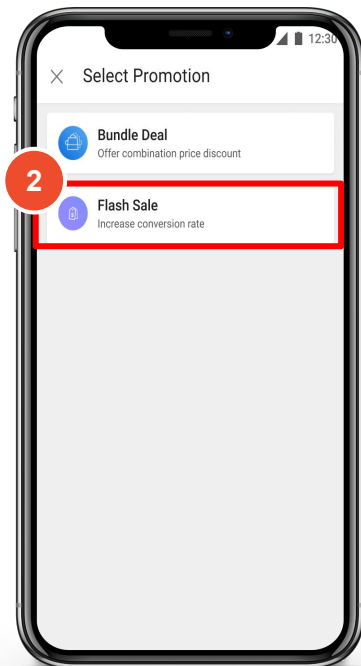 12:30
Select Promotion
Bundle Deal
Offer combination price discount
2
Flash Sale
Increase conversion rate